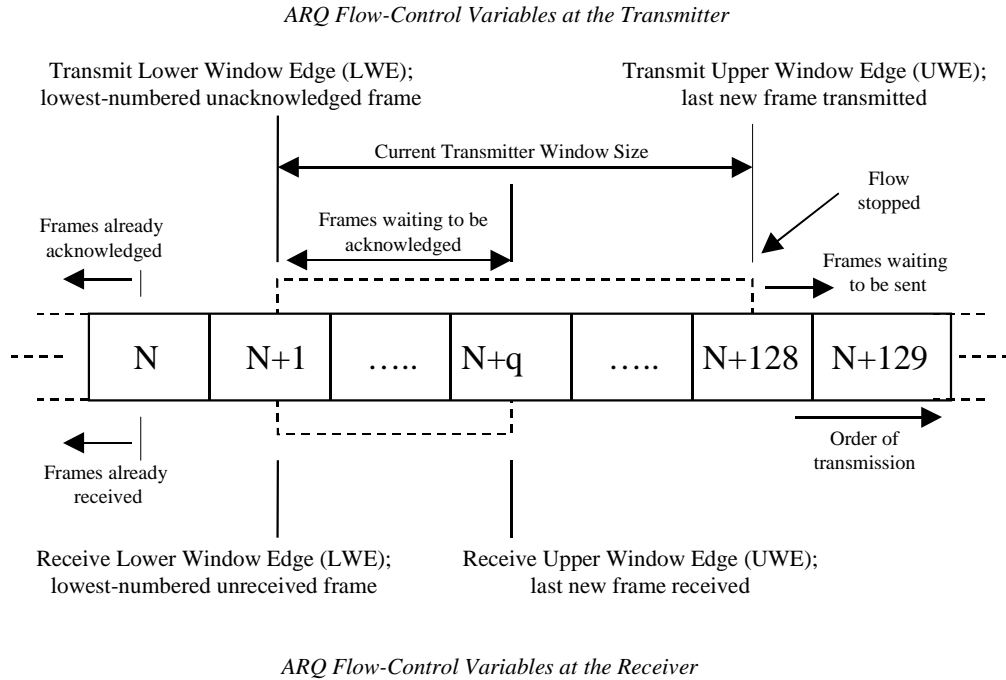 ARQ Flow-Control Variables at the Transmitter
Transmit Lower Window Edge (LWE);
lowest-numbered unacknowledged frame
Transmit Upper Window Edge (UWE);
last new frame transmitted
Current Transmitter Window Size
Flow
stopped
Frames already
acknowledged
Frames waiting to be
acknowledged
Frames waiting
to be sent
N
N+1
…..
N+q
…..
N+128
N+129
Frames already
received
Order of
transmission
Receive Lower Window Edge (LWE);
lowest-numbered unreceived frame
Receive Upper Window Edge (UWE);
last new frame received
ARQ Flow-Control Variables at the Receiver